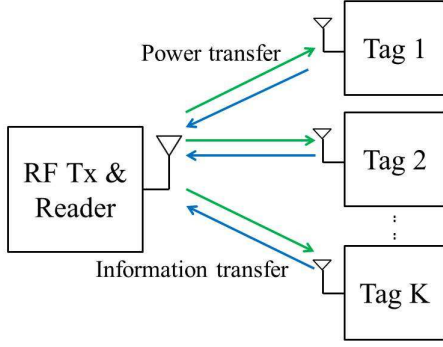 Power transfer
Tag 1
RF Tx &
Reader
Tag 2
Information transfer
Tag K